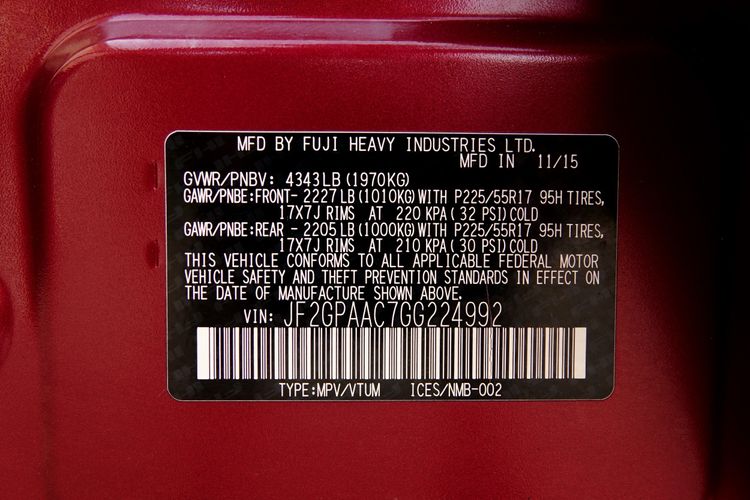 MFD BY FUJI HEAVY INDUSTRIES LTD.
MFD IN 11/15
GVWR/PNBV: 4343LB(1970KG)
GAWR/PNBE:FRONT- 2227LB(1010KG)WITH P225/55R17 95H TIRES,
17X7J RIMS AT 220 KPA(32 PSI)COLD
GAWR/PNBE:REAR - 2205LB(1000KG)WITH P225/55R17 95H TIRES,
17X7J RIMS AT 210 KPA(30 PSI)COLD
THIS VEHICLE CONFORMS TO ALL APPLICABLE FEDERAL MOTOR
VEHICLE SAFETY AND THEFT PREVENTION STANDARDS IN EFFECT ON
THE DATE OF MANUFACTURE SHOWN ABOVE.
VIN: JF2GPAAC7GG224992
TYPE:MPV/VTUM ICES/NMB-002